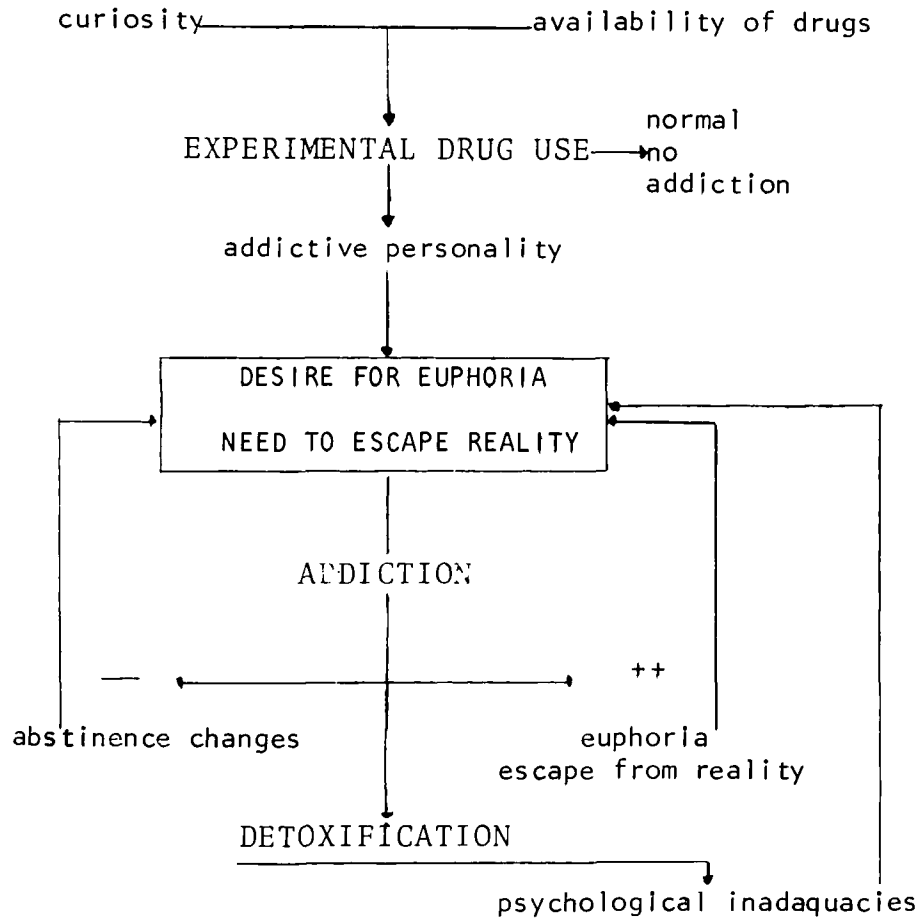 curiosity
availability of drugs
EXPERIMENTAL DRUG USE
normal
no
addiction
addictive personality
DESIRE FOR EUPHORIA
NEED TO ESCAPE REALITY
ADDICTION
—
++
abstinence changes
euphoria
escape from reality
DETOXIFICATION
psychological inadaquacies